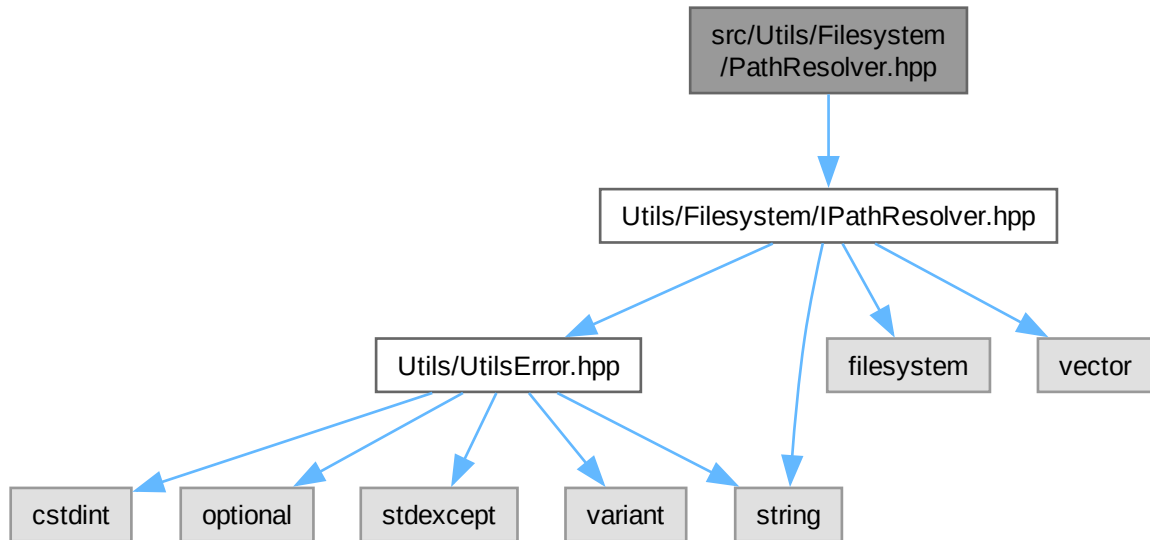 src/Utils/Filesystem
/PathResolver.hpp
Utils/Filesystem/IPathResolver.hpp
Utils/UtilsError.hpp
filesystem
vector
cstdint
optional
stdexcept
variant
string